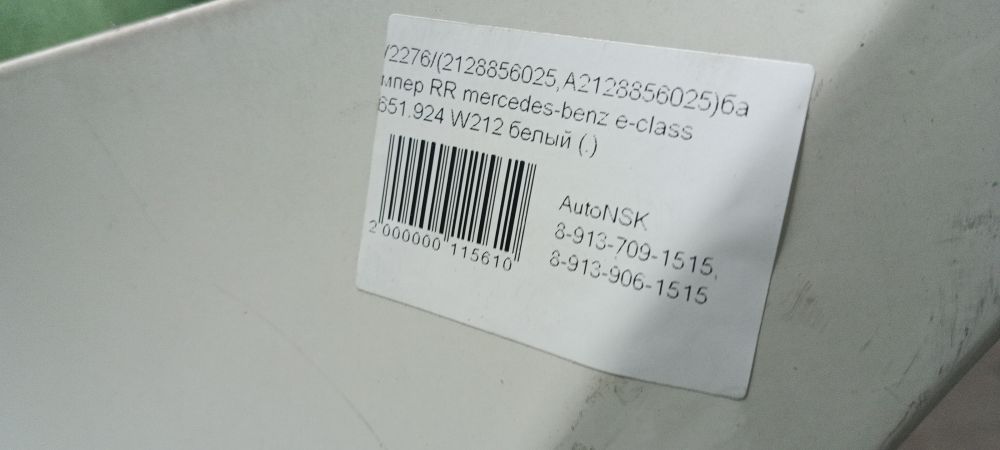 /2276/(2128856025,A2128856025)ба
мпер RR mercedes-benz e-class
651.924 W212 белый (.)
2 000000 115610
AutoNSK
8-913-709-1515,
8-913-906-1515